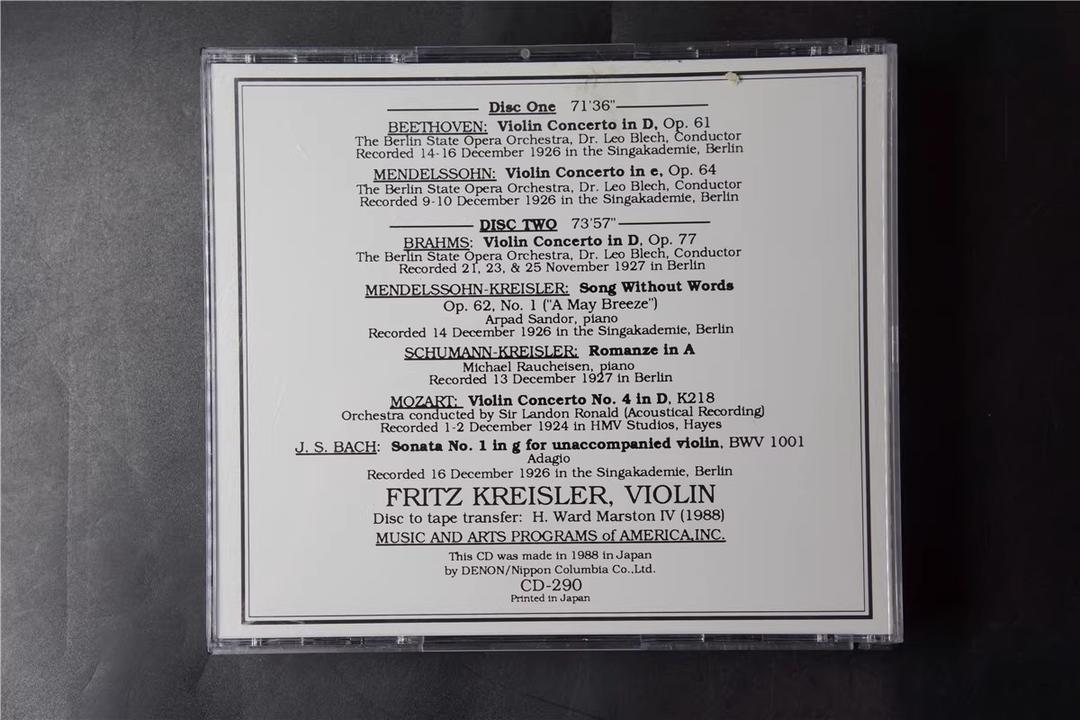 Disc One 71'36"
BEETHOVEN: Violin Concerto in D, Op. 61
The Berlin State Opera Orchestra, Dr. Leo Blech, Conductor
Recorded 14-16 December 1926 in the Singakademie, Berlin
MENDELSSOHN: Violin Concerto in e, Op. 64
The Berlin State Opera Orchestra, Dr. Leo Blech, Conductor
Recorded 9-10 December 1926 in the Singakademie, Berlin
DISC TWO 73'57"
BRAHMS: Violin Concerto in D, Op. 77
The Berlin State Opera Orchestra, Dr. Leo Blech, Conductor
Recorded 21, 23, & 25 November 1927 in Berlin
MENDELSSOHN-KREISLER: Song Without Words
Op. 62, No. 1 ("A May Breeze")
Arpad Sandor, piano
Recorded 14 December 1926 in the Singakademie, Berlin
SCHUMANN-KREISLER: Romanze in A
Michael Raucheisen, piano
Recorded 13 December 1927 in Berlin
MOZART: Violin Concerto No. 4 in D, K218
Orchestra conducted by Sir Landon Ronald (Acoustical Recording)
Recorded 1-2 December 1924 in HMV Studios, Hayes
J. S. BACH: Sonata No. 1 in g for unaccompanied violin, BWV 1001
Adagio
Recorded 16 December 1926 in the Singakademie, Berlin
FRITZ KREISLER, VIOLIN
Disc to tape transfer: H. Ward Marston IV (1988)
MUSIC AND ARTS PROGRAMS of AMERICA,INC.
This CD was made in 1988 in Japan
by DENON/Nippon Columbia Co.,Ltd.
CD-290
Printed in Japan